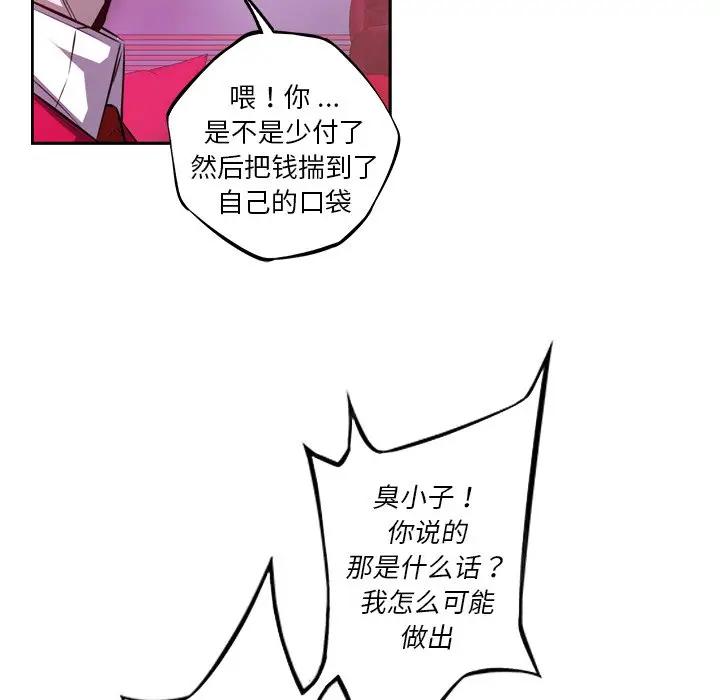 喂！你...
是不是少付了
然后把钱揣到了
自己的口袋
臭小子！
你说的
那是什么话？
我怎么可能
做出